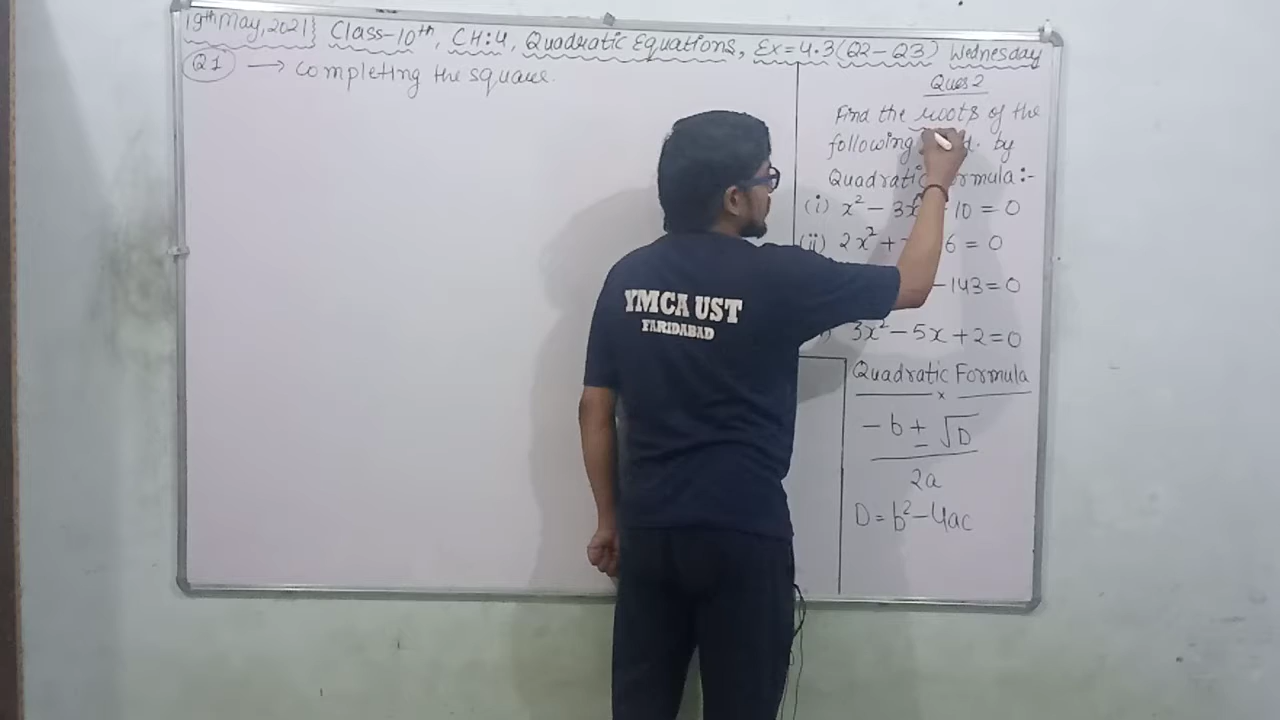 19th May, 2021} Class-10th, CH:4, Quadratic Equations, Ex=4.3(Q2-Q3) Wednesday
Q1 → Completing the square.
Ques 2
Find the roots of the
following by
Quadratic Formula:-
(i) x² - 3x - 10 = 0
(ii) 2x² + 6 = 0
-143=0
3x² - 5x + 2 = 0
Quadratic Formula
x
-b ± √D
2a
D = b² - 4ac
YMCA UST
FARIDABAD